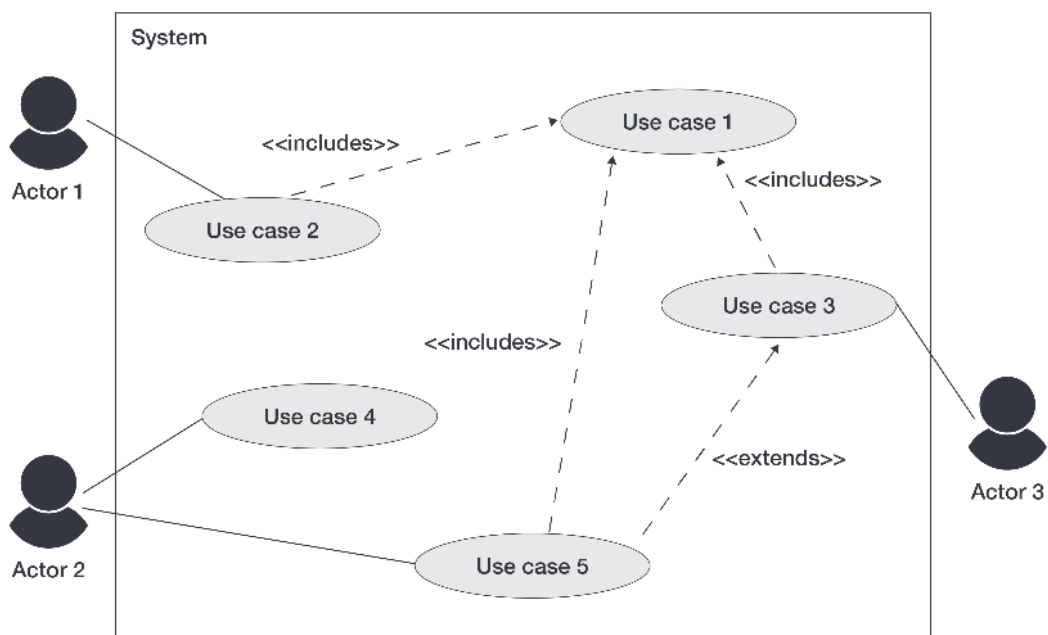 System
Use case 1
<<includes>>
<<includes>>
Actor 1
Use case 2
Use case 3
<<includes>>
Use case 4
<<extends>>
Actor 3
Use case 5
Actor 2